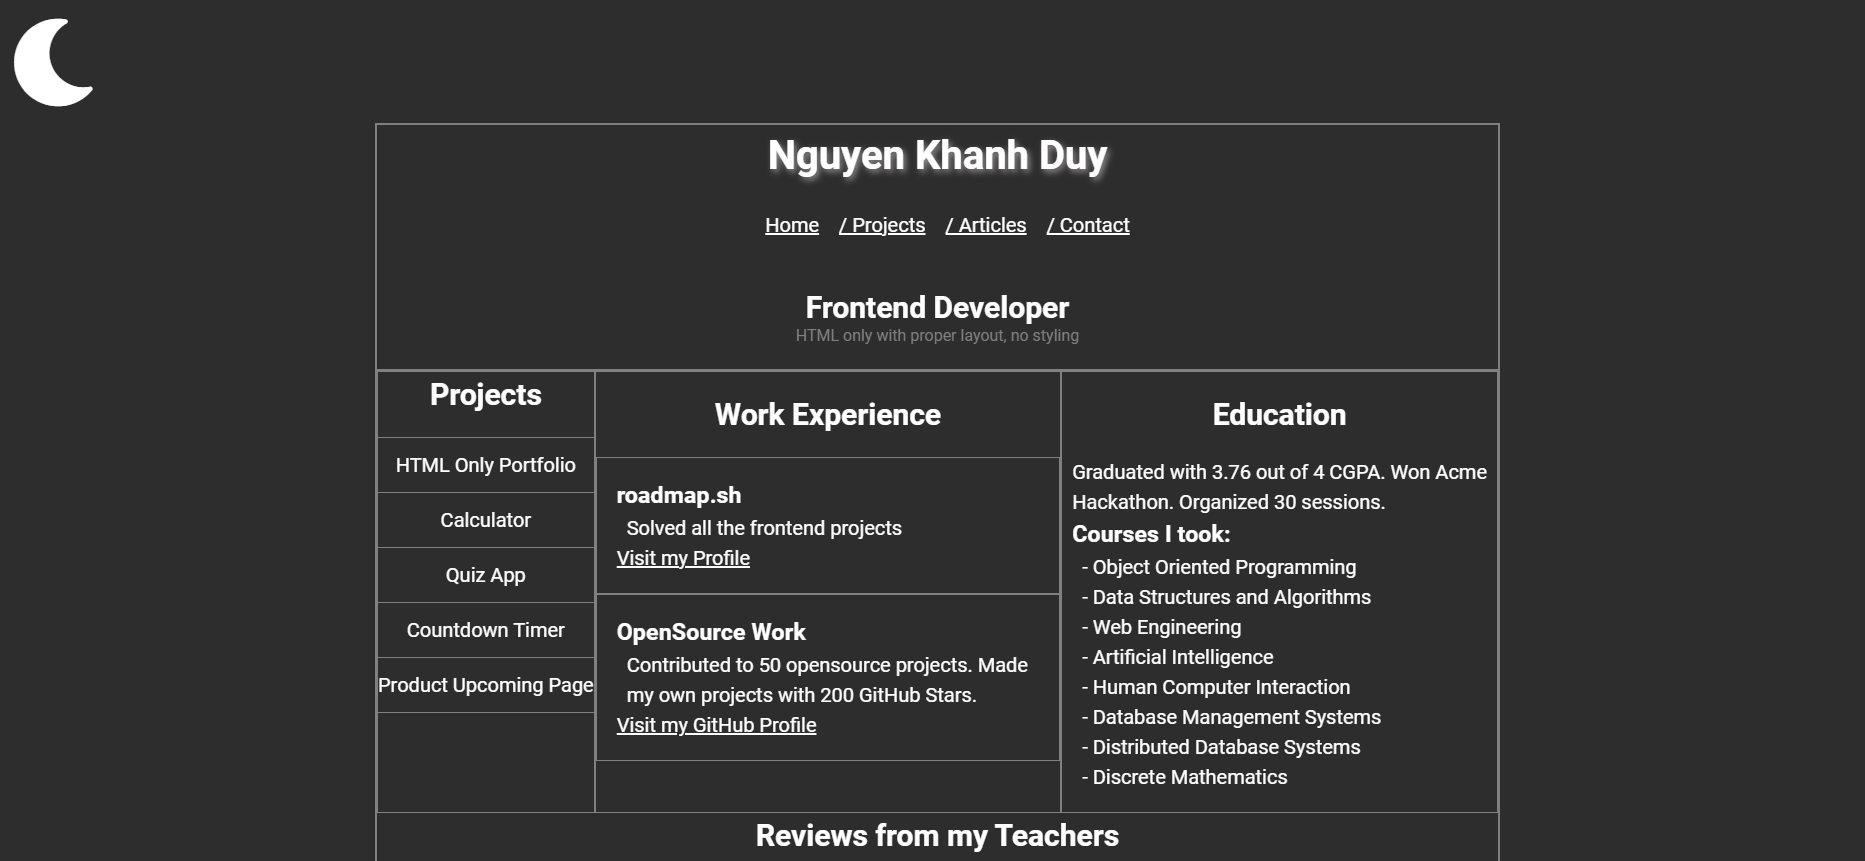 Nguyen Khanh Duy
Home / Projects / Articles / Contact
Frontend Developer
HTML only with proper layout, no styling
Projects
HTML Only Portfolio
Calculator
Quiz App
Countdown Timer
Product Upcoming Page
Work Experience
roadmap.sh
Solved all the frontend projects
Visit my Profile
OpenSource Work
Contributed to 50 opensource projects. Made
my own projects with 200 GitHub Stars.
Visit my GitHub Profile
Education
Graduated with 3.76 out of 4 CGPA. Won Acme
Hackathon. Organized 30 sessions.
Courses I took:
- Object Oriented Programming
- Data Structures and Algorithms
- Web Engineering
- Artificial Intelligence
- Human Computer Interaction
- Database Management Systems
- Distributed Database Systems
- Discrete Mathematics
Reviews from my Teachers